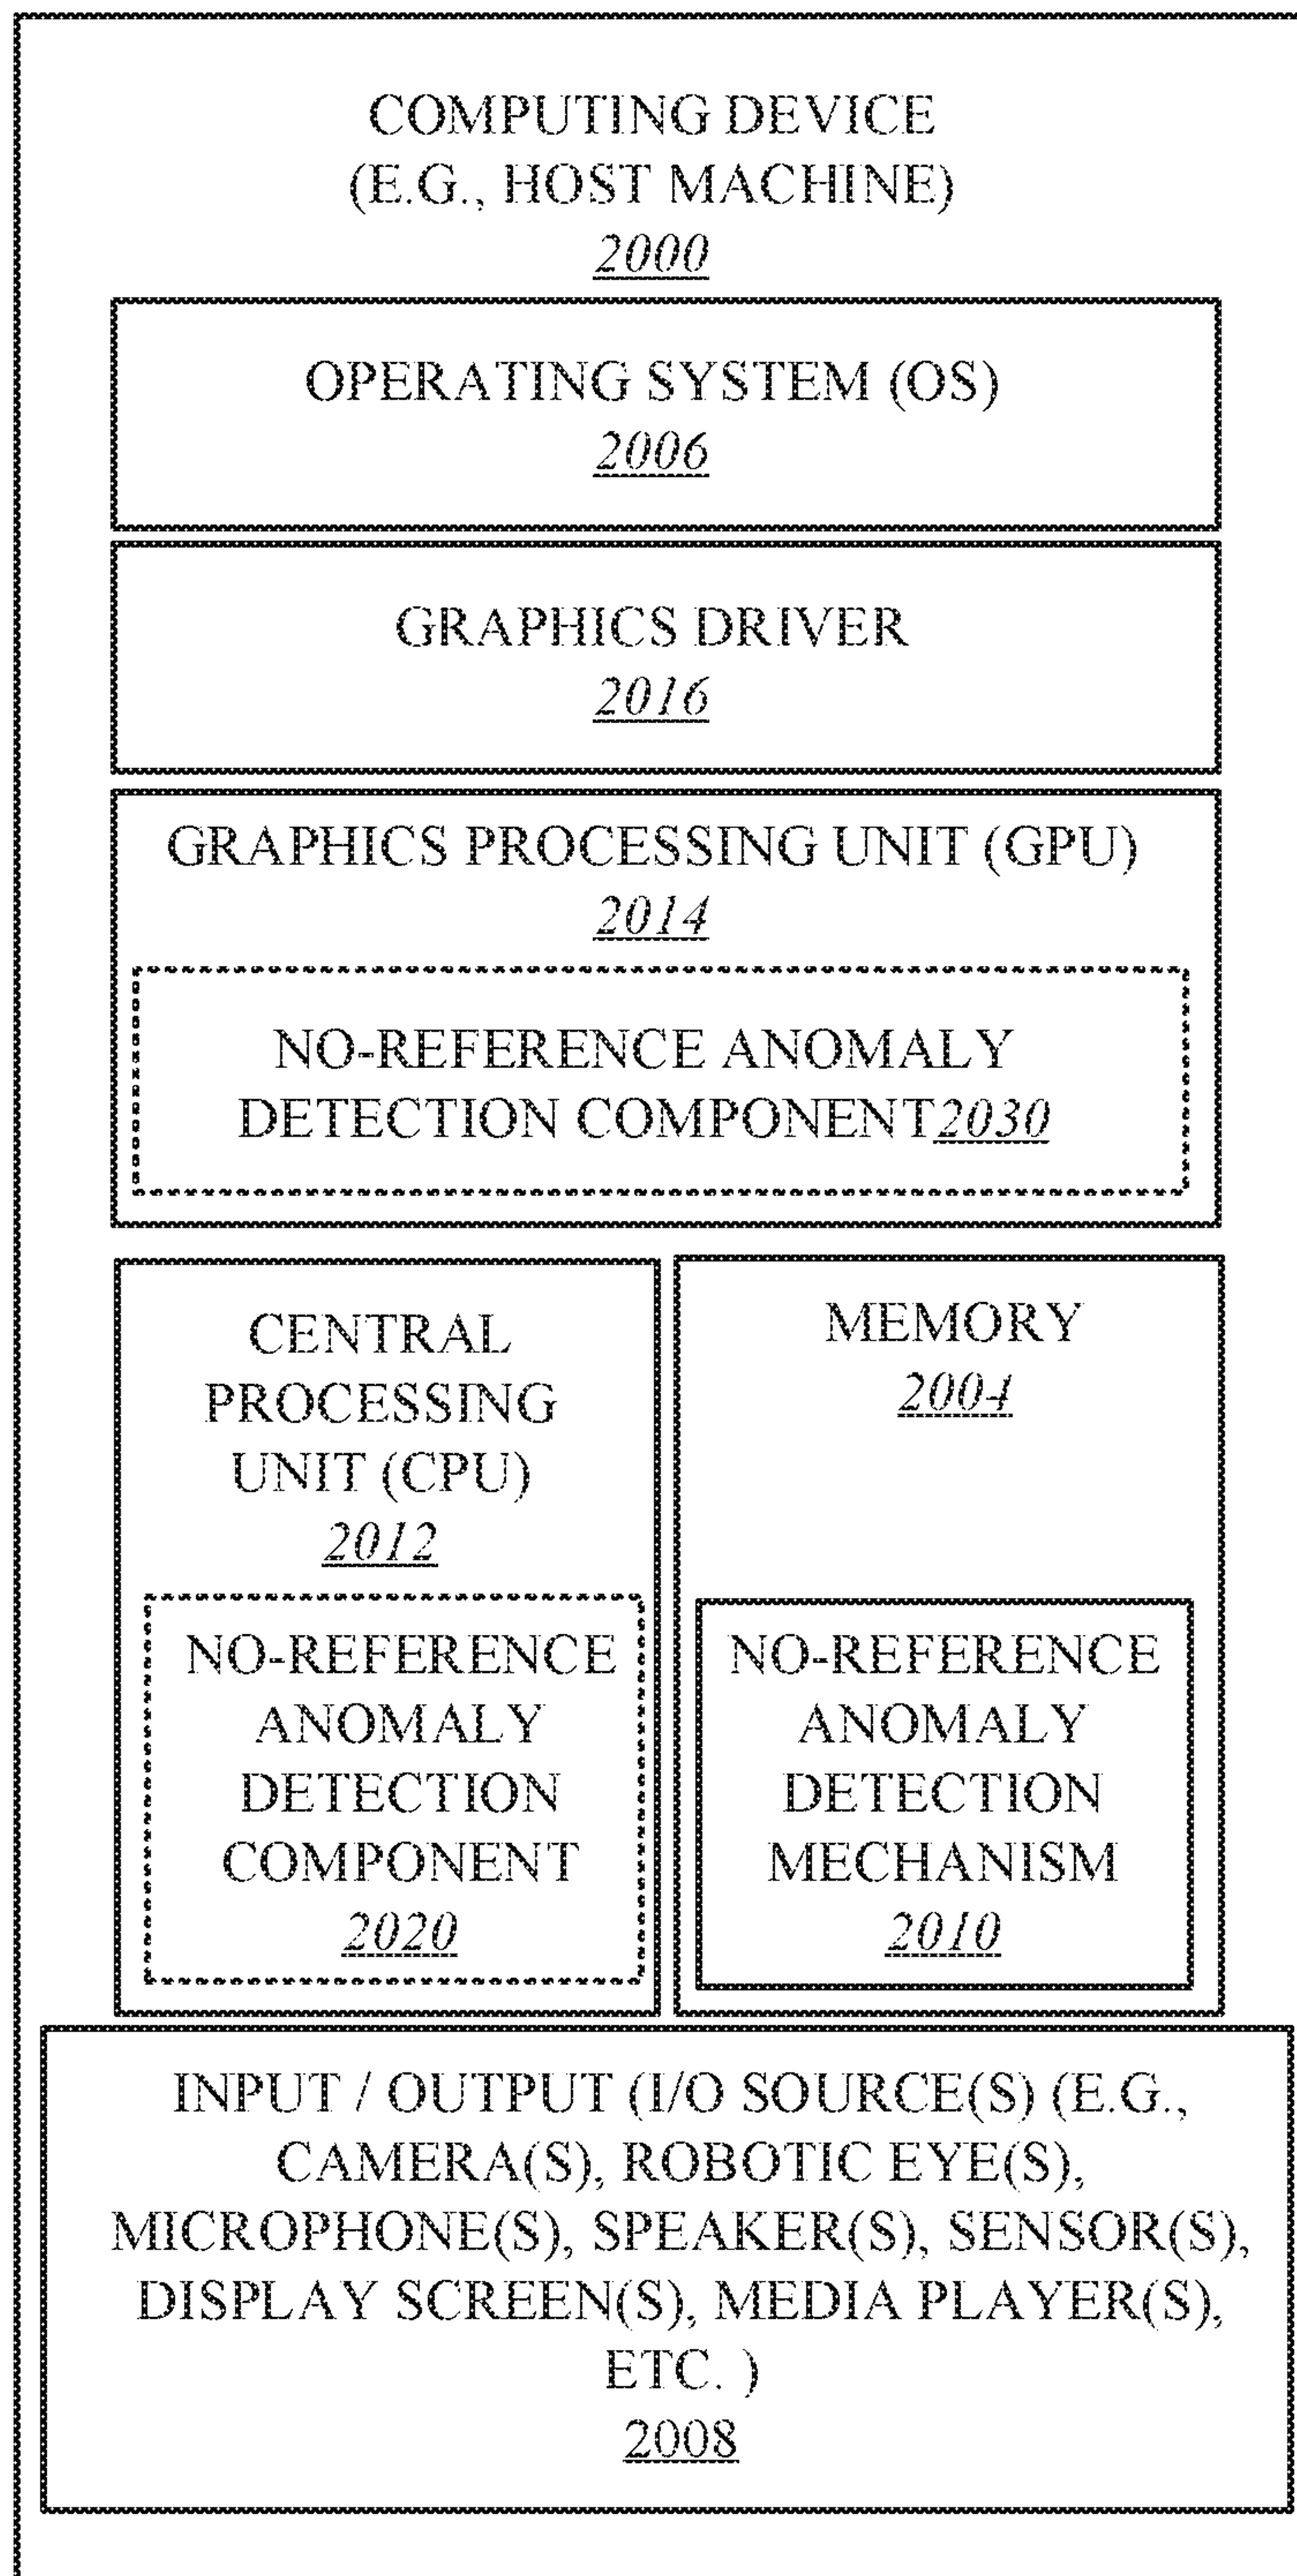 COMPUTING DEVICE
(E.G., HOST MACHINE)
2000
OPERATING SYSTEM (OS)
2006
GRAPHICS DRIVER
2016
GRAPHICS PROCESSING UNIT (GPU)
2014
NO-REFERENCE ANOMALY
DETECTION COMPONENT2030
CENTRAL
PROCESSING
UNIT (CPU)
2012
NO-REFERENCE
ANOMALY
DETECTION
COMPONENT
2020
MEMORY
2004
NO-REFERENCE
ANOMALY
DETECTION
MECHANISM
2010
INPUT / OUTPUT (I/O SOURCE(S) (E.G.,
CAMERA(S), ROBOTIC EYE(S),
MICROPHONE(S), SPEAKER(S), SENSOR(S),
DISPLAY SCREEN(S), MEDIA PLAYER(S),
ETC. )
2008